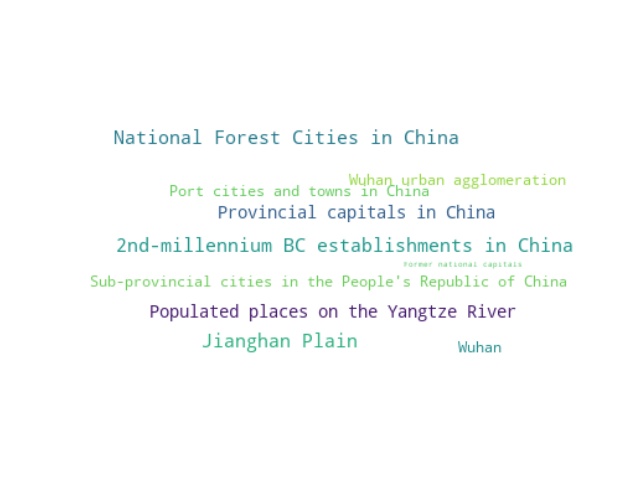 National Forest Cities in China
Wuhan urban agglomeration
Port cities and towns in China
Provincial capitals in China
2nd-millennium BC establishments in China
Former national capitals
Sub-provincial cities in the People's Republic of China
Populated places on the Yangtze River
Jianghan Plain
Wuhan